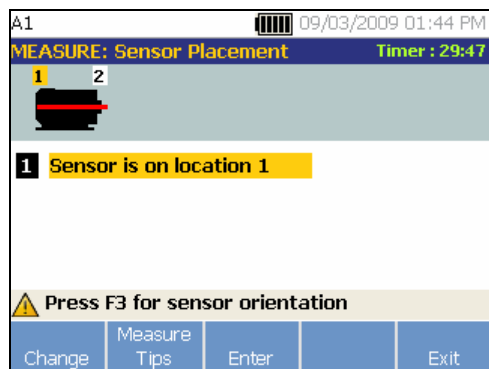 A1 09/03/2009 01:44 PM
MEASURE: Sensor Placement Timer : 29:47
1 2
1 Sensor is on location 1
Press F3 for sensor orientation
Change Measure Tips Enter Exit